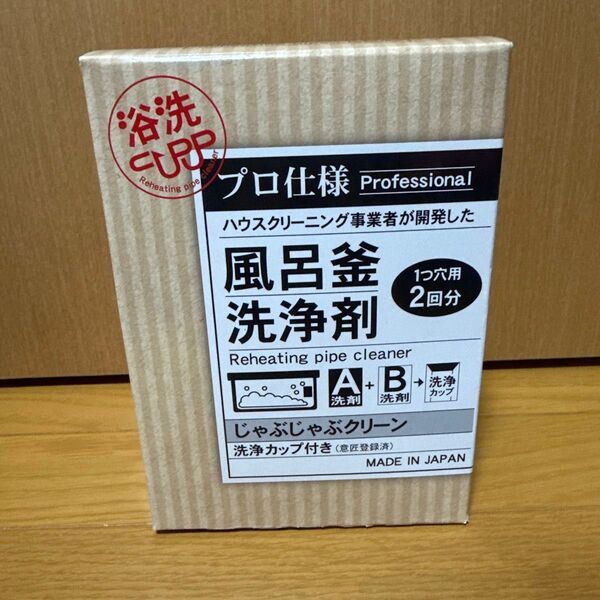 浴洗
CUPP
Reheating pipe cleaner
プロ仕様 Professional
ハウスクリーニング事業者が開発した
風呂釜
洗浄剤
1つ穴用
2回分
Reheating pipe cleaner
A 洗剤 + B 洗剤 → 洗浄カップ
じゃぶじゃぶクリーン
洗浄カップ付き(意匠登録済)
MADE IN JAPAN